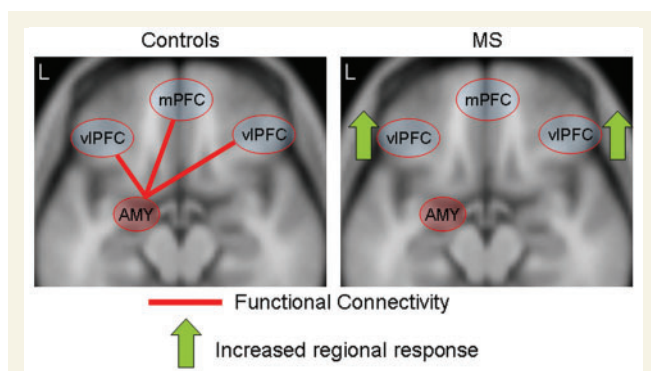 Controls
MS
L
mPFC
vlPFC
vlPFC
AMY
L
mPFC
vlPFC
vlPFC
AMY
Functional Connectivity
Increased regional response